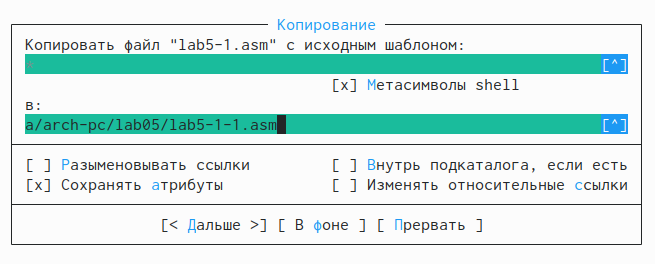 Копирование
Копировать файл "lab5-1.asm" с исходным шаблоном:
* [^]
[x] Метасимволы shell
в:
a/arch-pc/lab05/lab5-1-1.asm [^]
[ ] Разыменовывать ссылки [ ] Внутрь подкаталога, если есть
[x] Сохранять атрибуты [ ] Изменять относительные ссылки
[< Дальше >] [ В фоне ] [ Прервать ]